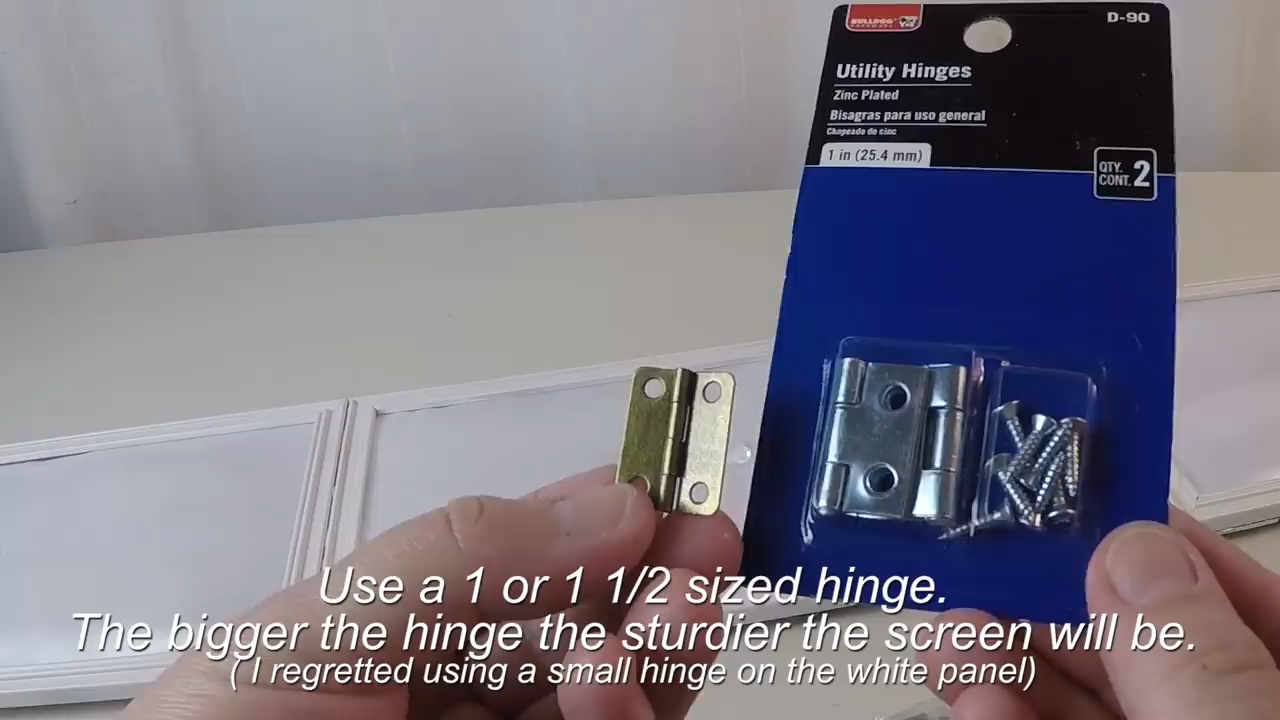 BULLDOG
HARDWARE
D-90
Utility Hinges
Zinc Plated
Bisagras para uso general
Chapeado de cinc
1 in (25.4 mm)
QTY.
CONT. 2
Use a 1 or 1 1/2 sized hinge.
The bigger the hinge the sturdier the screen will be.
( I regretted using a small hinge on the white panel)